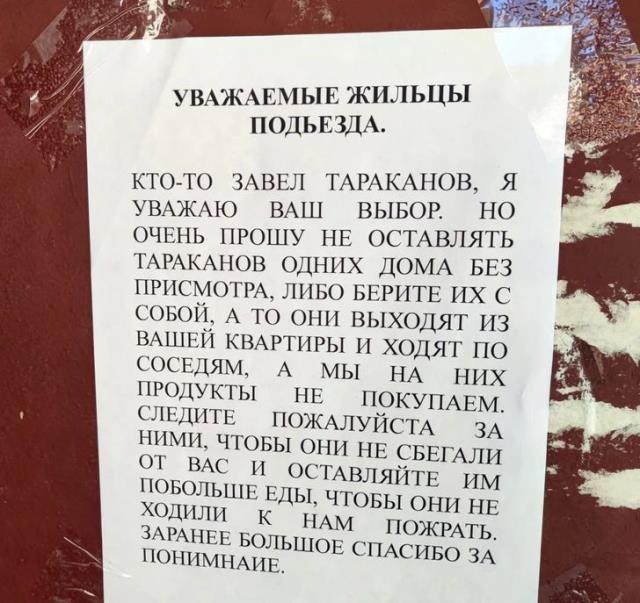 УВАЖАЕМЫЕ ЖИЛЬЦЫ
ПОДЬЕЗДА.
КТО-ТО ЗАВЕЛ ТАРАКАНОВ, Я
УВАЖАЮ ВАШ ВЫБОР. НО
ОЧЕНЬ ПРОШУ НЕ ОСТАВЛЯТЬ
ТАРАКАНОВ ОДНИХ ДОМА БЕЗ
ПРИСМОТРА, ЛИБО БЕРИТЕ ИХ С
СОБОЙ, А ТО ОНИ ВЫХОДЯТ ИЗ
ВАШЕЙ КВАРТИРЫ И ХОДЯТ ПО
СОСЕДЯМ, А МЫ НА НИХ
ПРОДУКТЫ НЕ ПОКУПАЕМ.
СЛЕДИТЕ ПОЖАЛУЙСТА ЗА
НИМИ, ЧТОБЫ ОНИ НЕ СБЕГАЛИ
ОТ ВАС И ОСТАВЛЯЙТЕ ИМ
ПОБОЛЬШЕ ЕДЫ, ЧТОБЫ ОНИ НЕ
ХОДИЛИ К НАМ ПОЖРАТЬ.
ЗАРАНЕЕ БОЛЬШОЕ СПАСИБО ЗА
ПОНИМНАИЕ.